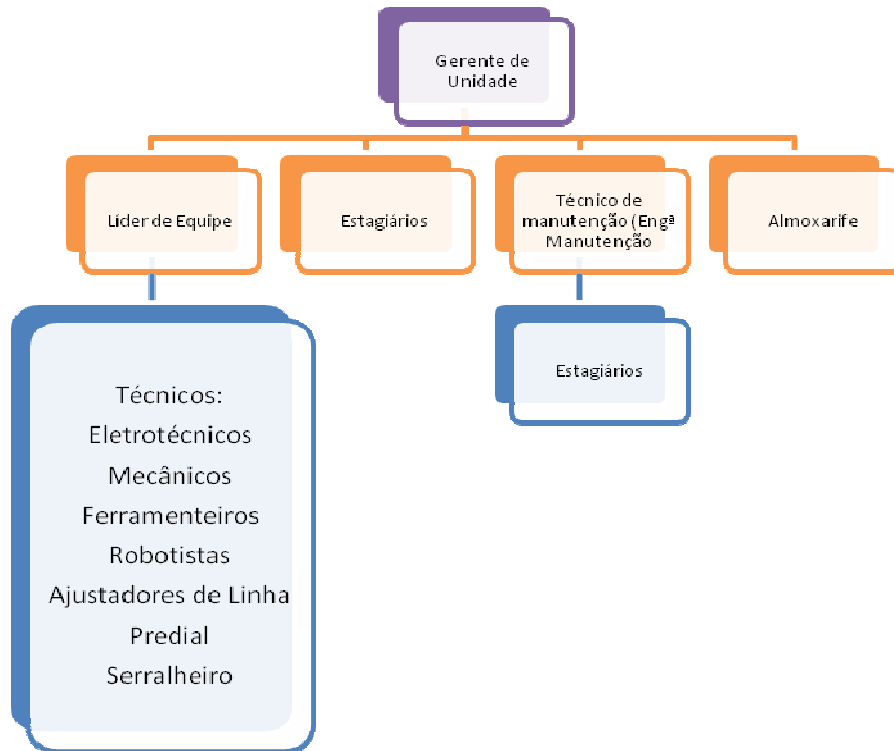 Gerente de
Unidade
Líder de Equipe
Estagiários
Técnico de
manutenção (Engª
Manutenção
Almoxarife
Estagiários
Técnicos:
Eletrotécnicos
Mecânicos
Ferramenteiros
Robotistas
Ajustadores de Linha
Predial
Serralheiro